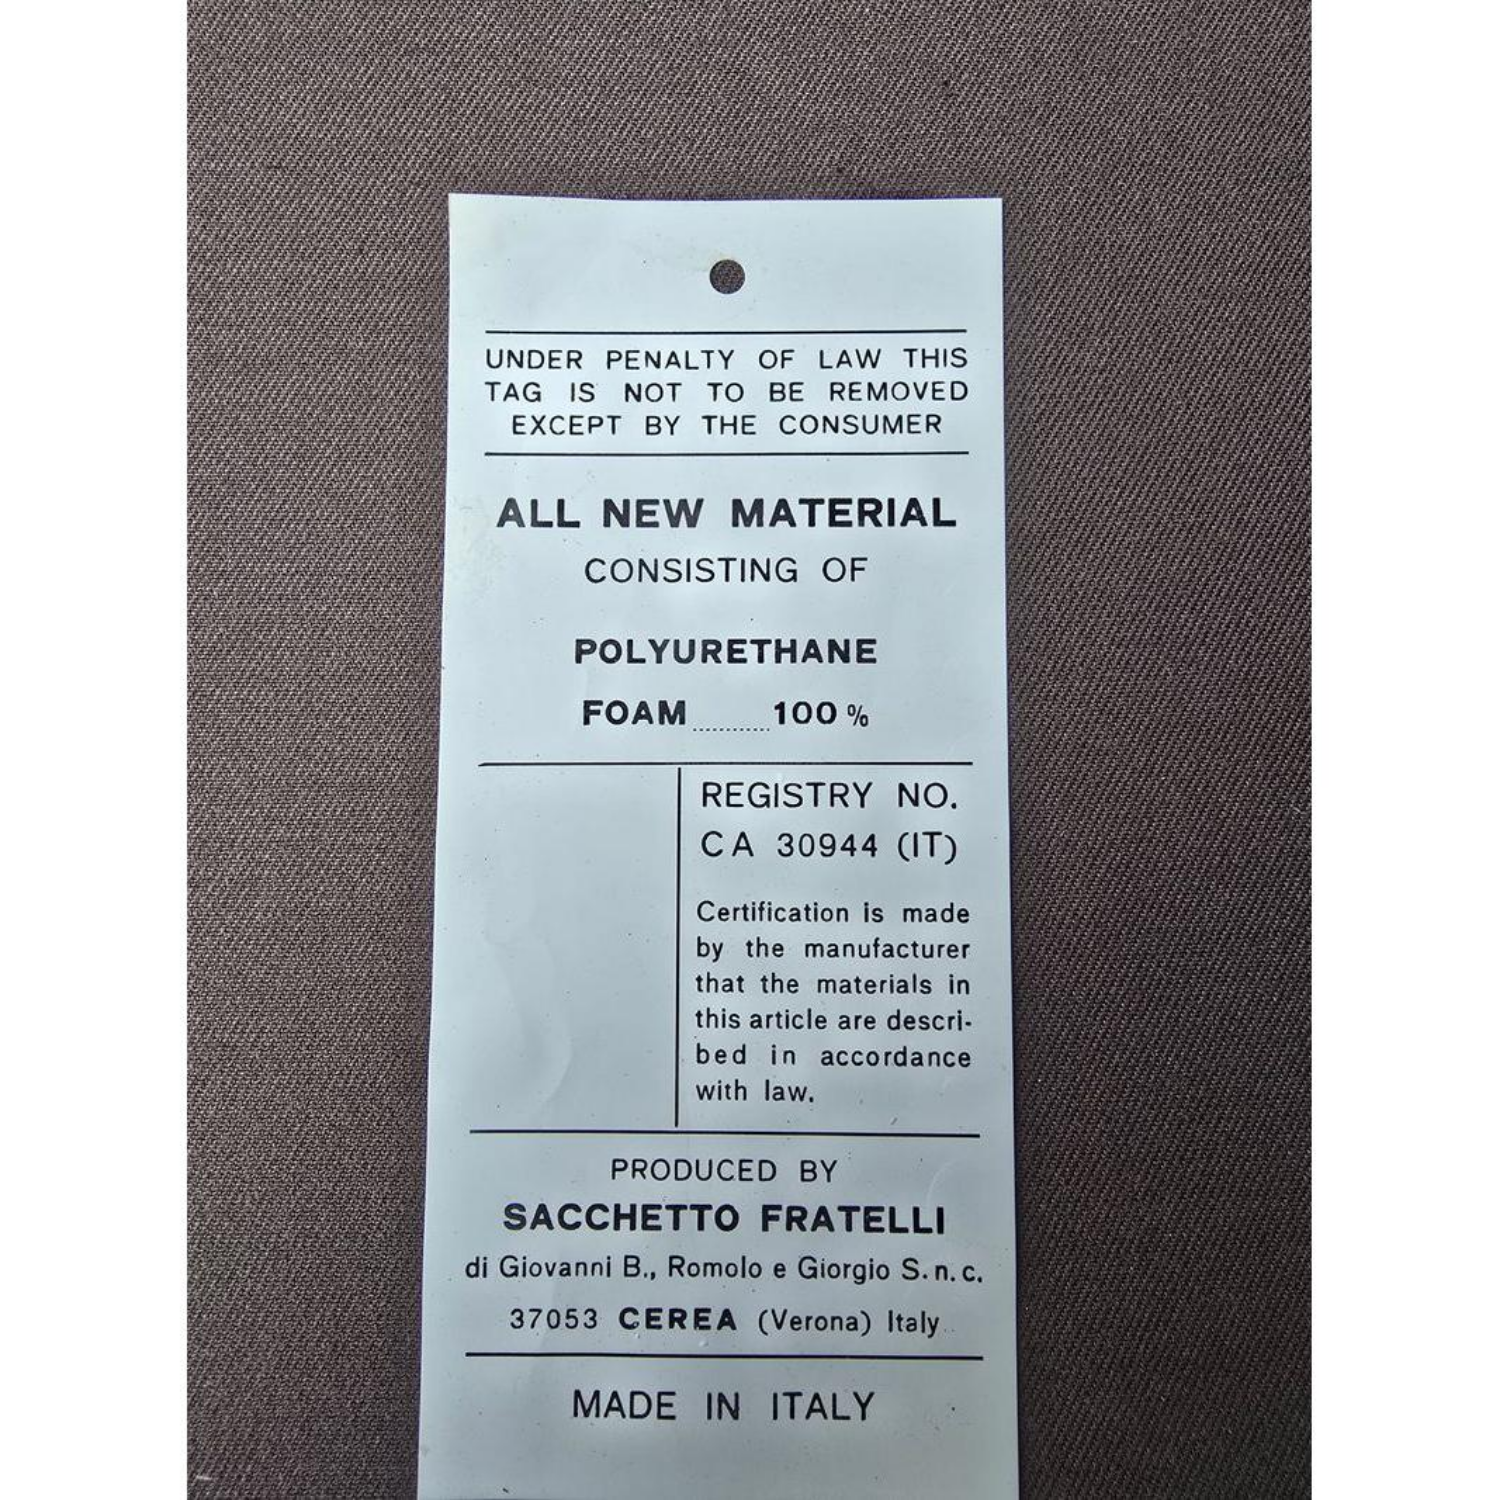 UNDER PENALTY OF LAW THIS
TAG IS NOT TO BE REMOVED
EXCEPT BY THE CONSUMER
ALL NEW MATERIAL
CONSISTING OF
POLYURETHANE
FOAM ........... 100 %
REGISTRY NO.
CA 30944 (IT)
Certification is made
by the manufacturer
that the materials in
this article are descri-
bed in accordance
with law.
PRODUCED BY
SACCHETTO FRATELLI
di Giovanni B., Romolo e Giorgio S. n. c.
37053 CEREA (Verona) Italy
MADE IN ITALY